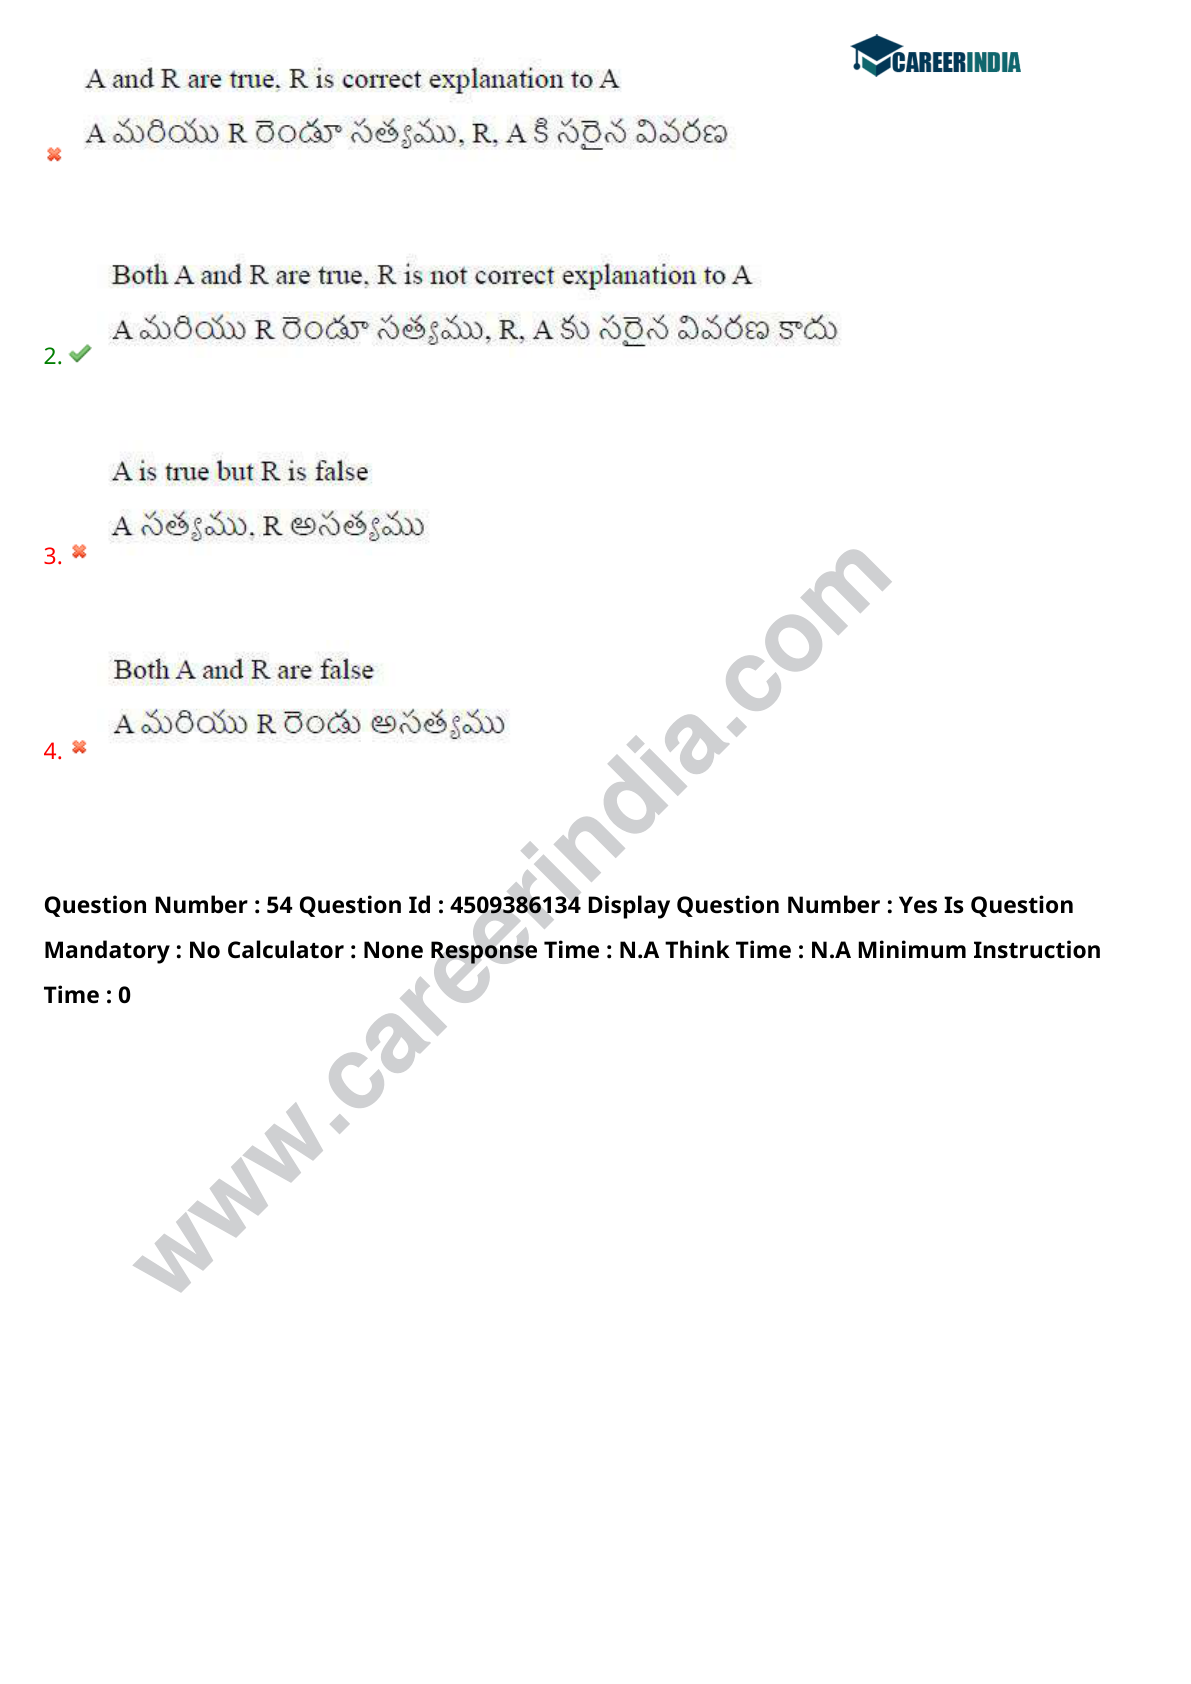 CAREERINDIA
A and R are true, R is correct explanation to A
A మరియు R రెండూ సత్యము, R, A కి సరైన వివరణ
Both A and R are true, R is not correct explanation to A
A మరియు R రెండూ సత్యము, R, A కు సరైన వివరణ కాదు
2.
A is true but R is false
A సత్యము, R అసత్యము
3.
Both A and R are false
A మరియు R రెండు అసత్యము
4.
Question Number : 54 Question Id : 4509386134 Display Question Number : Yes Is Question
Mandatory : No Calculator : None Response Time : N.A Think Time : N.A Minimum Instruction
Time : 0
www.careerindia.com